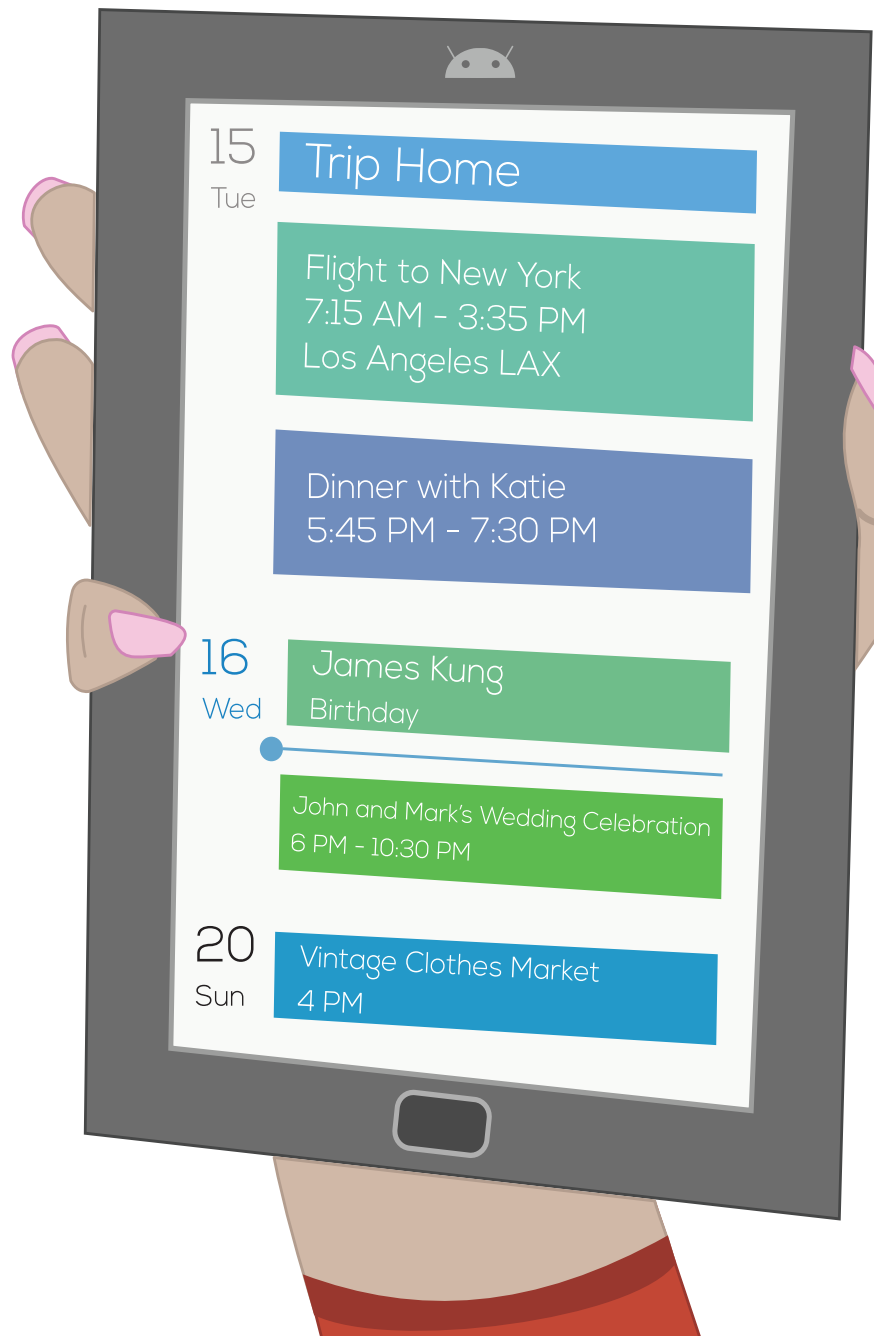 15
Tue
Trip Home
Flight to New York
7:15 AM - 3:35 PM
Los Angeles LAX
Dinner with Katie
5:45 PM - 7:30 PM
16
Wed
James Kung
Birthday
John and Mark's Wedding Celebration
6 PM - 10:30 PM
20
Sun
Vintage Clothes Market
4 PM